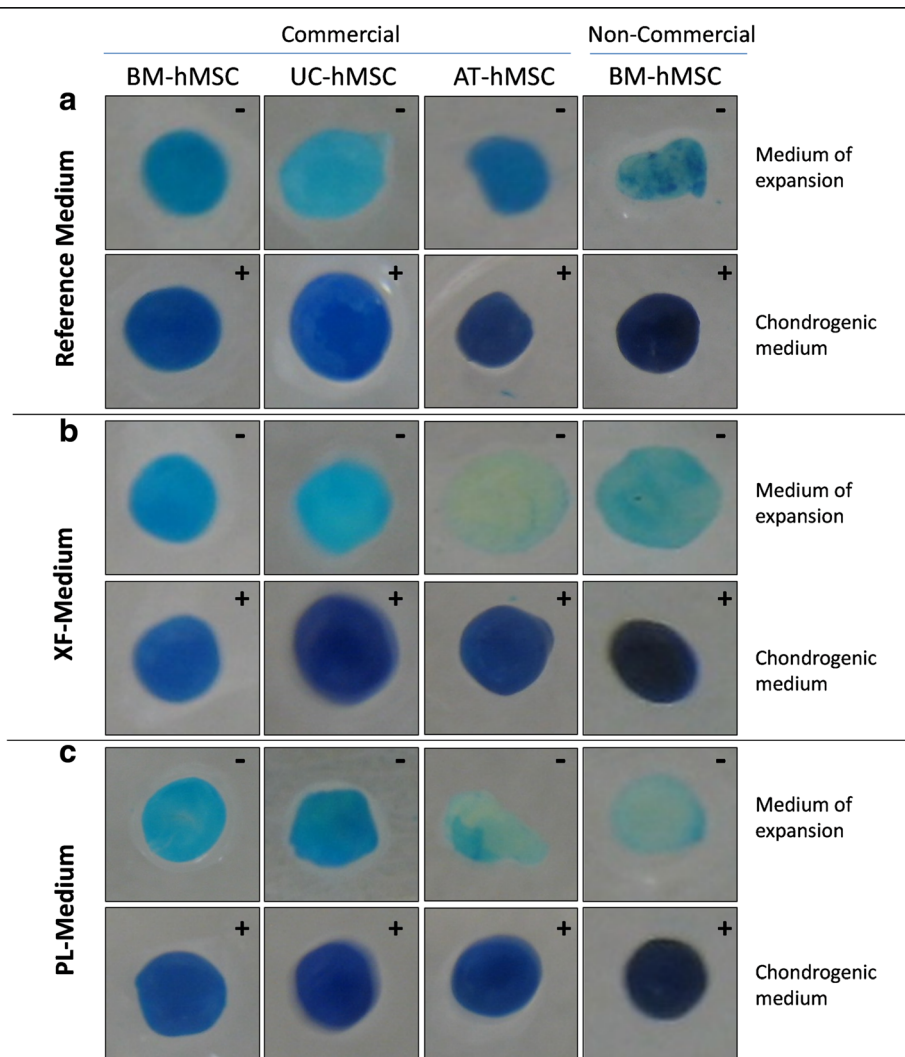 Commercial
Non-Commercial
BM-hMSC
UC-hMSC
AT-hMSC
BM-hMSC
a
Reference Medium
-
-
-
-
Medium of
expansion
+
+
+
+
Chondrogenic
medium
b
XF-Medium
-
-
-
-
Medium of
expansion
+
+
+
+
Chondrogenic
medium
c
PL-Medium
-
-
-
-
Medium of
expansion
+
+
+
+
Chondrogenic
medium